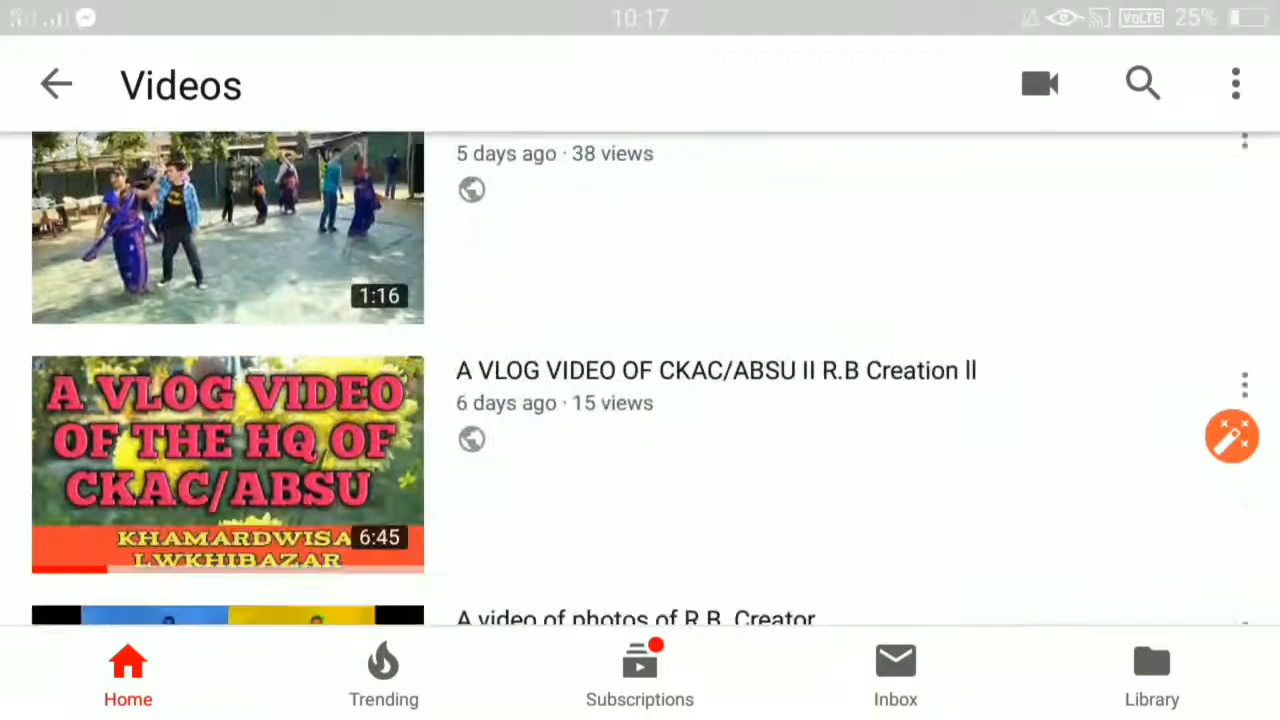 10:17
VoLTE 25%
Videos
5 days ago · 38 views
1:16
A VLOG VIDEO
OF THE HQ OF
CKAC/ABSU
KHAMARDWISA
LWKHIBAZAR
6:45
A VLOG VIDEO OF CKAC/ABSU II R.B Creation ll
6 days ago · 15 views
A video of photos of R.B. Creator
Home
Trending
Subscriptions
Inbox
Library